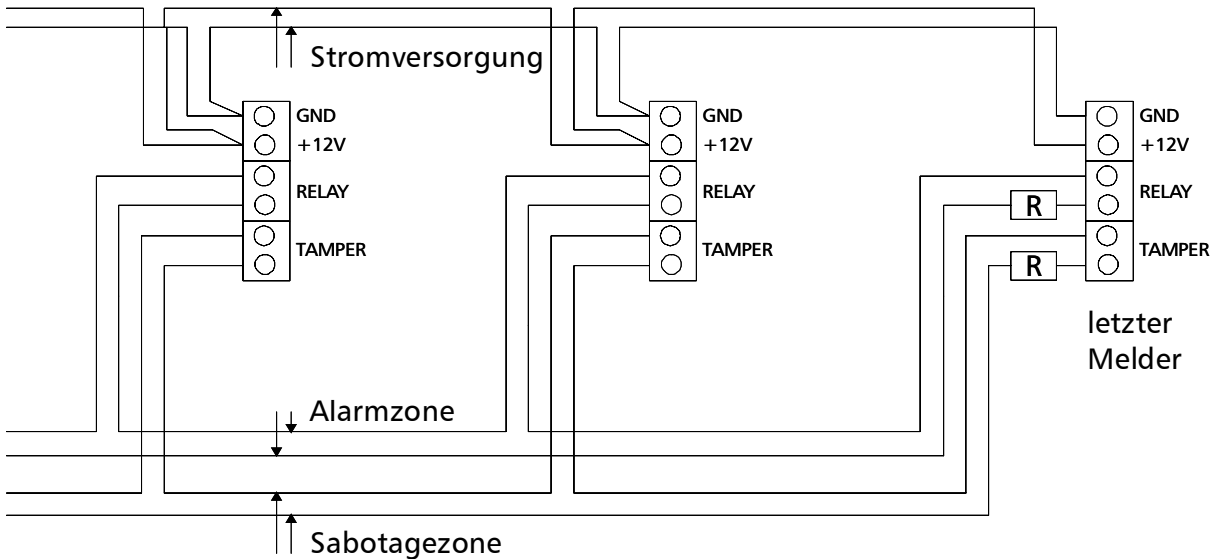 Stromversorgung
GND
+12V
RELAY
TAMPER
GND
+12V
RELAY
TAMPER
GND
+12V
RELAY
R
TAMPER
R
letzter
Melder
Alarmzone
Sabotagezone